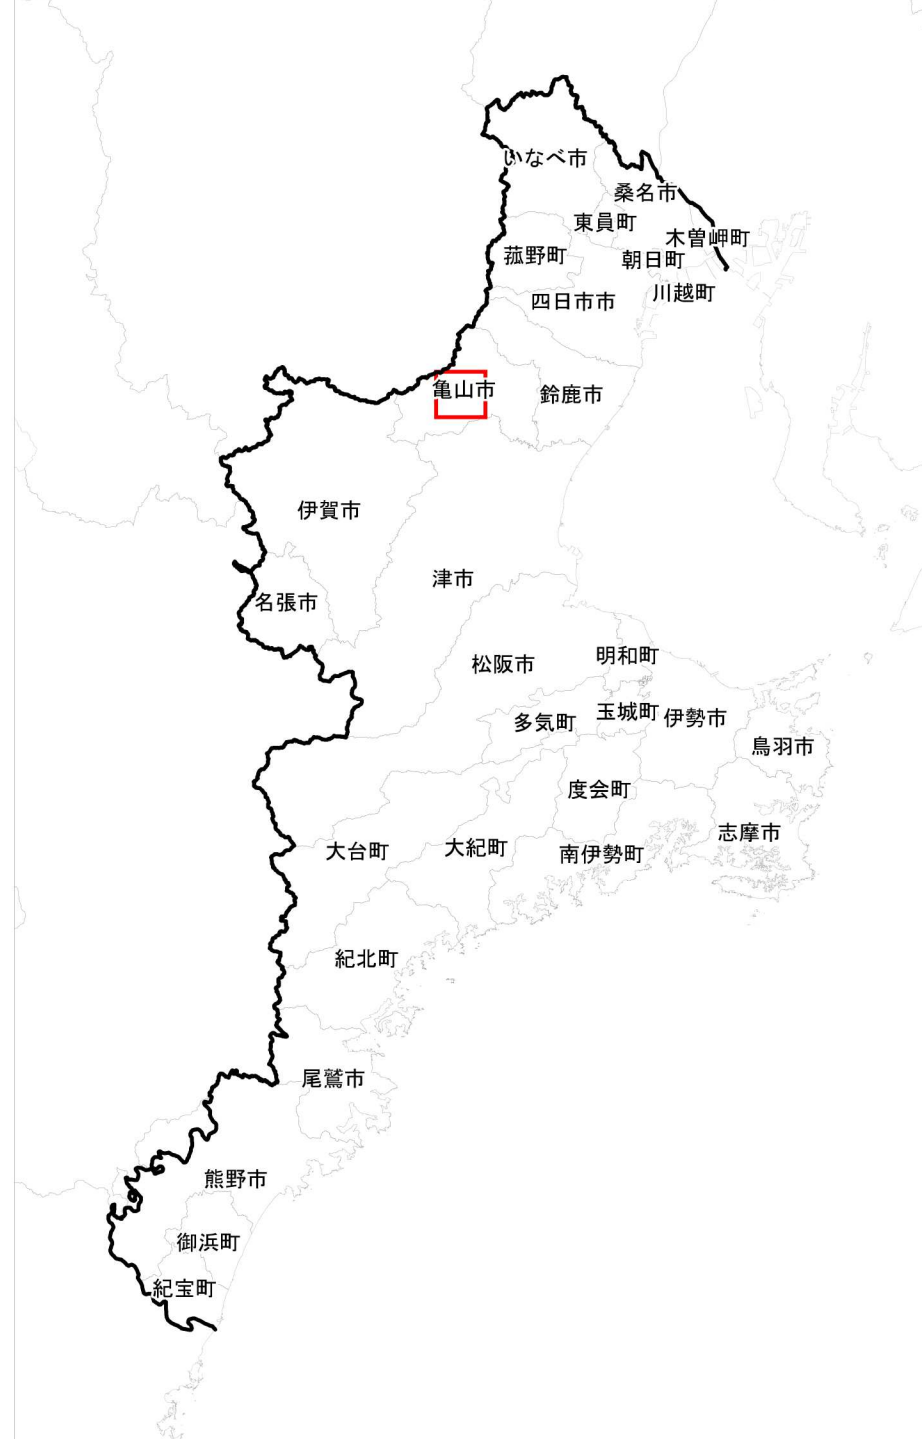 いなべ市
桑名市
東員町
木曽岬町
菰野町
朝日町
川越町
四日市市
亀山市
鈴鹿市
伊賀市
津市
名張市
松阪市
明和町
多気町
玉城町
伊勢市
鳥羽市
度会町
志摩市
大台町
大紀町
南伊勢町
紀北町
尾鷲市
熊野市
御浜町
紀宝町